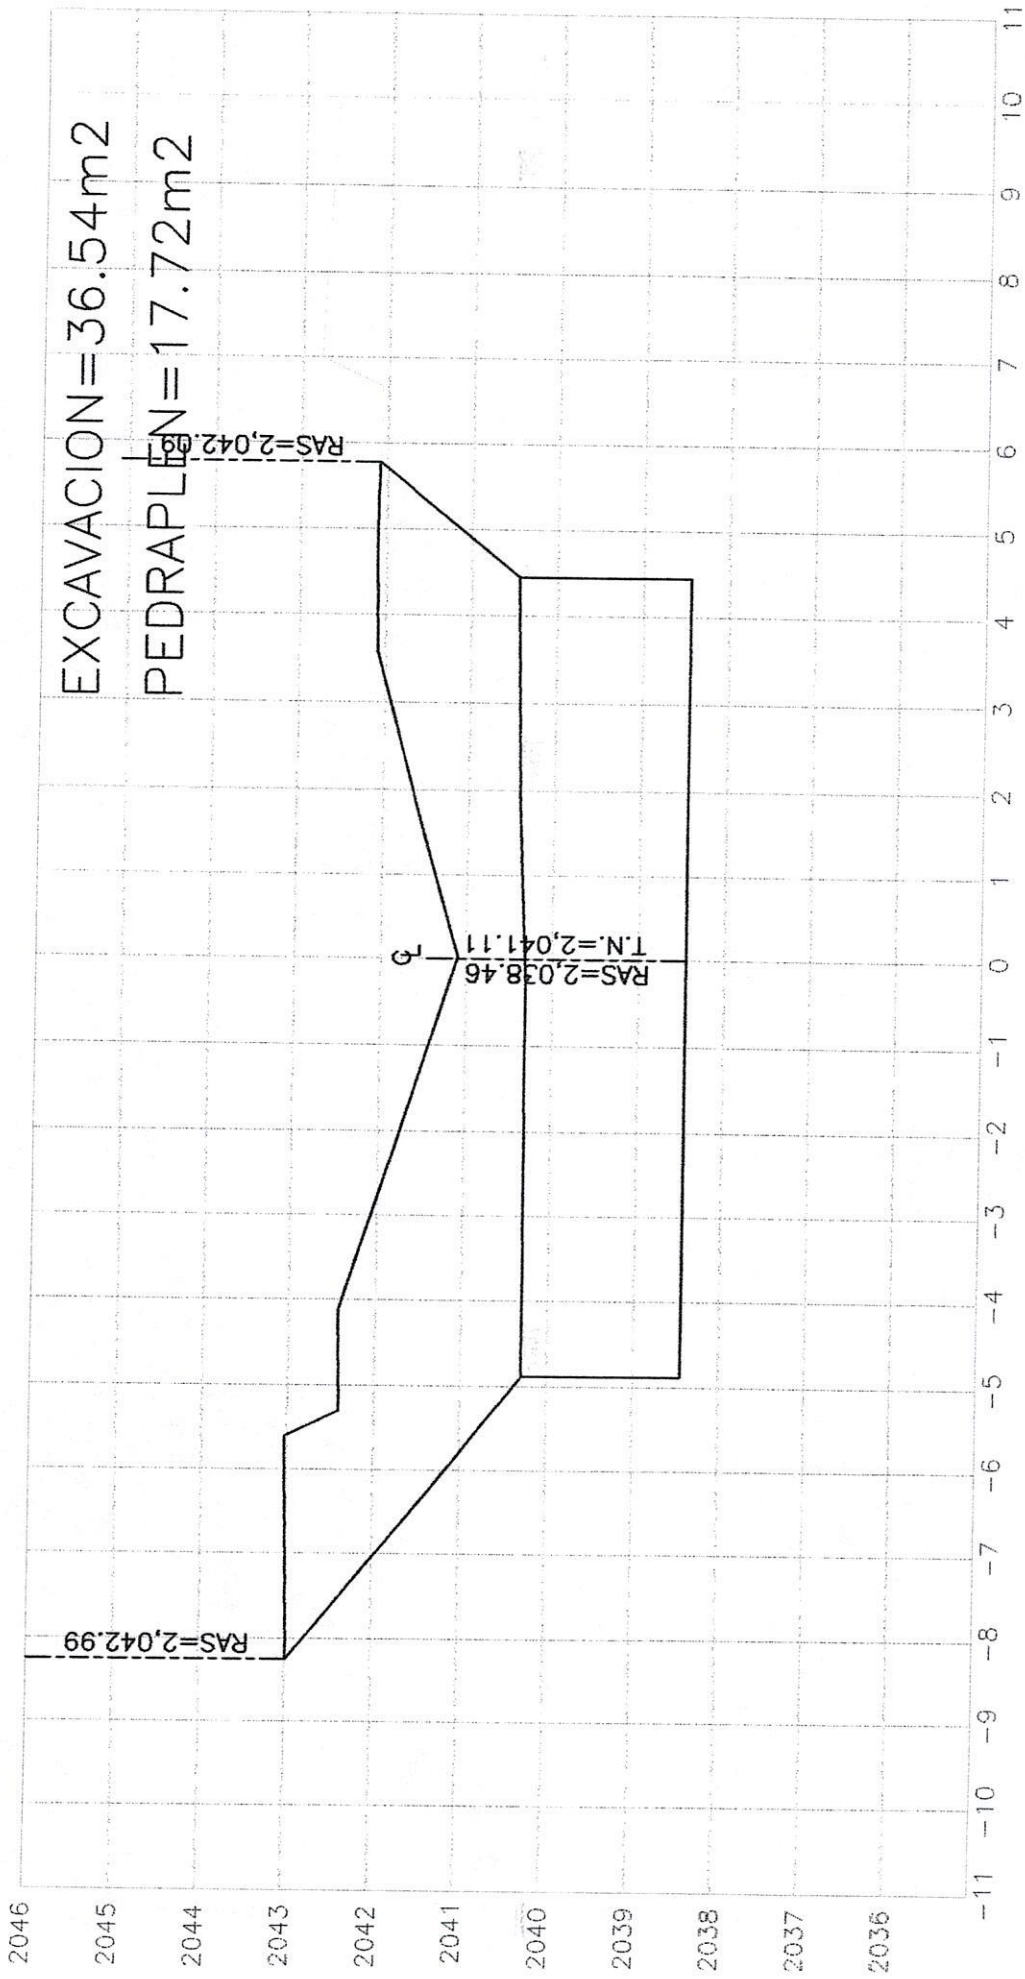 EXCAVACION=36.54m2
PEDRAPLEN=17.72m2
RAS=2,042.09
RAS=2,042.99
T.N.=2,041.11
RAS=2,038.46
2046
2045
2044
2043
2042
2041
2040
2039
2038
2037
2036
-11 -10 -9 -8 -7 -6 -5 -4 -3 -2 -1 0 1 2 3 4 5 6 7 8 9 10 11